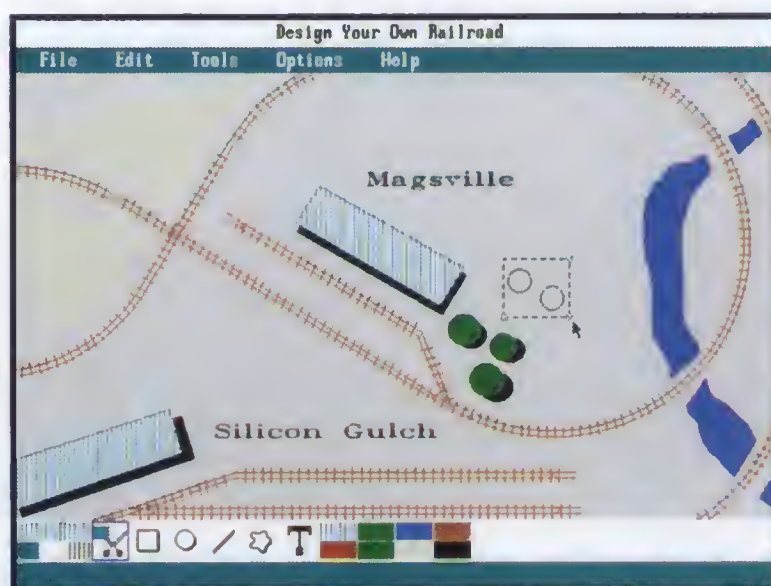 Design Your Own Railroad
File Edit Tools Options Help
Magsville
Silicon Gulch
T